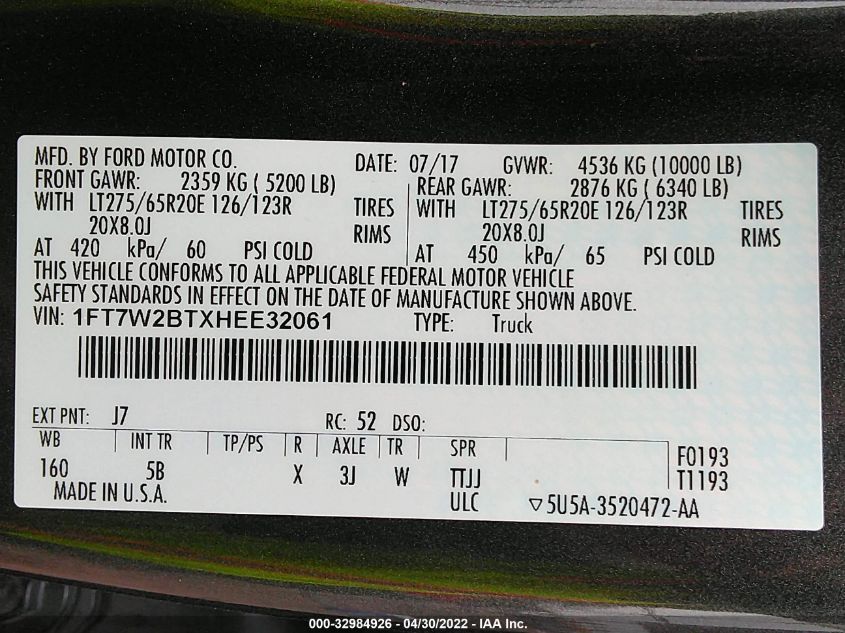 MFD. BY FORD MOTOR CO. DATE: 07/17 GVWR: 4536 KG (10000 LB)
FRONT GAWR: 2359 KG ( 5200 LB) REAR GAWR: 2876 KG ( 6340 LB)
WITH LT275/65R20E 126/123R TIRES WITH LT275/65R20E 126/123R TIRES
20X8.0J RIMS 20X8.0J RIMS
AT 420 kPa/ 60 PSI COLD AT 450 kPa/ 65 PSI COLD
THIS VEHICLE CONFORMS TO ALL APPLICABLE FEDERAL MOTOR VEHICLE
SAFETY STANDARDS IN EFFECT ON THE DATE OF MANUFACTURE SHOWN ABOVE.
VIN: 1FT7W2BTXHEE32061 TYPE: Truck
EXT PNT: J7 RC: 52 DSO:
WB INT TR TP/PS R AXLE TR SPR F0193
160 5B X 3J W TTJJ T1193
MADE IN U.S.A. ULC ▽5U5A-3520472-AA
000-32984926 - 04/30/2022 - IAA Inc.